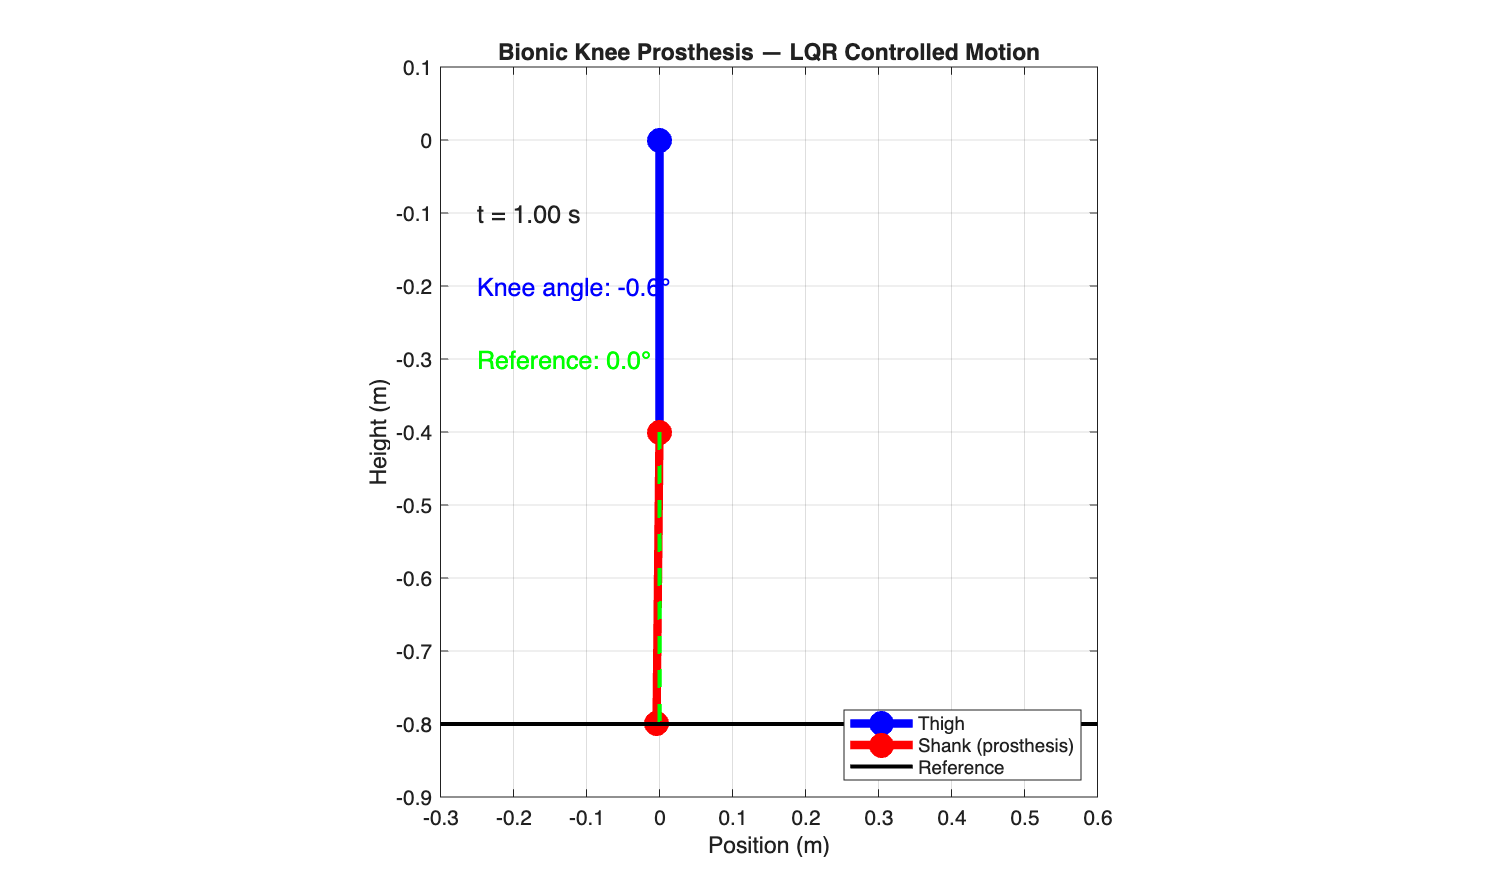 Bionic Knee Prosthesis — LQR Controlled Motion
0.1
0
-0.1
-0.2
-0.3
-0.4
-0.5
-0.6
-0.7
-0.8
-0.9
Height (m)
t = 1.00 s
Knee angle: -0.6°
Reference: 0.0°
Thigh
Shank (prosthesis)
Reference
-0.3 -0.2 -0.1 0 0.1 0.2 0.3 0.4 0.5 0.6
Position (m)